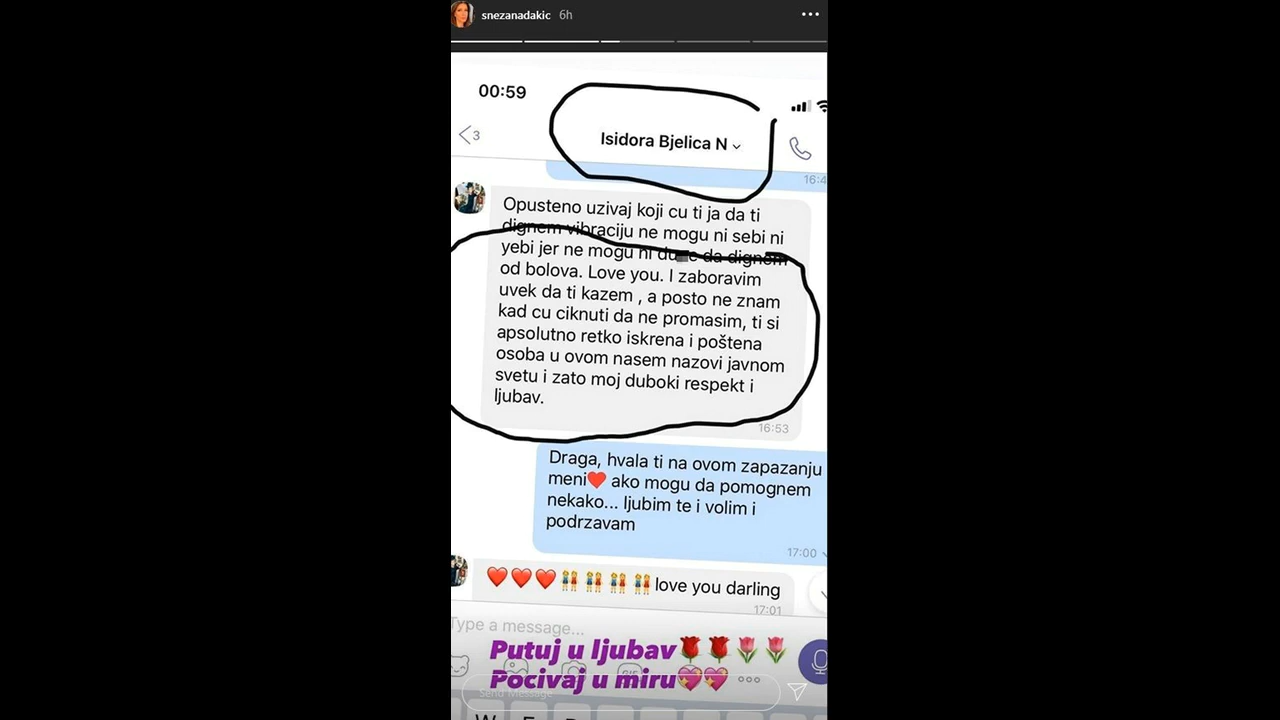 snezanadakic 6h
00:59
3
Isidora Bjelica N
16:4
Opusteno uzivaj koji cu ti ja da ti
dignem vibraciju ne mogu ni sebi ni
yebi jer ne mogu ni da dignem
od bolova. Love you. I zaboravim
uvek da ti kazem , a posto ne znam
kad cu ciknuti da ne promasim, ti si
apsolutno retko iskrena i poštena
osoba u ovom nasem nazovi javnom
svetu i zato moj duboki respekt i
ljubav.
16:53
Draga, hvala ti na ovom zapazanju
meni❤️ ako mogu da pomognem
nekako... ljubim te i volim i
podrzavam
17:00
❤️❤️❤️👭👭👭👭love you darling
17:01
Type a message...
Putuj u ljubav🌹🌹🌷🌷
Pocivaj u miru💖💖
GIF
Send Message
W E R